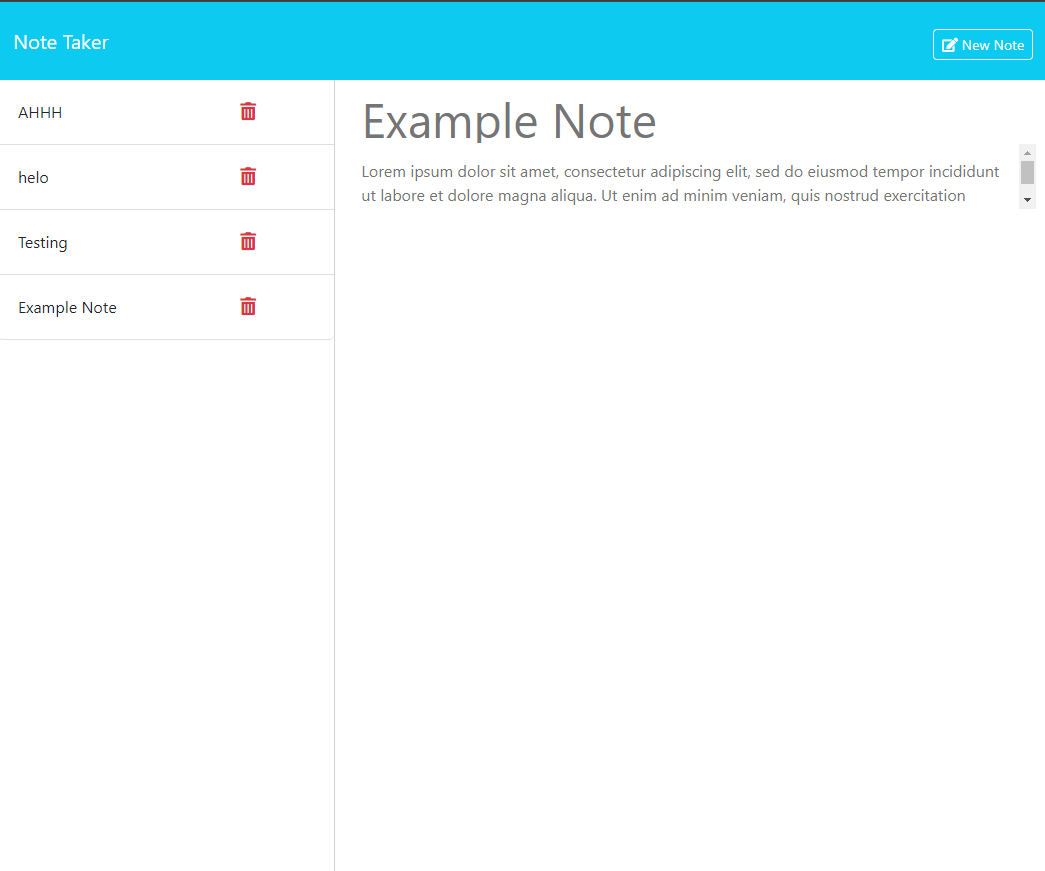 Note Taker
New Note
AHHH
helo
Testing
Example Note
Example Note
Lorem ipsum dolor sit amet, consectetur adipiscing elit, sed do eiusmod tempor incididunt
ut labore et dolore magna aliqua. Ut enim ad minim veniam, quis nostrud exercitation